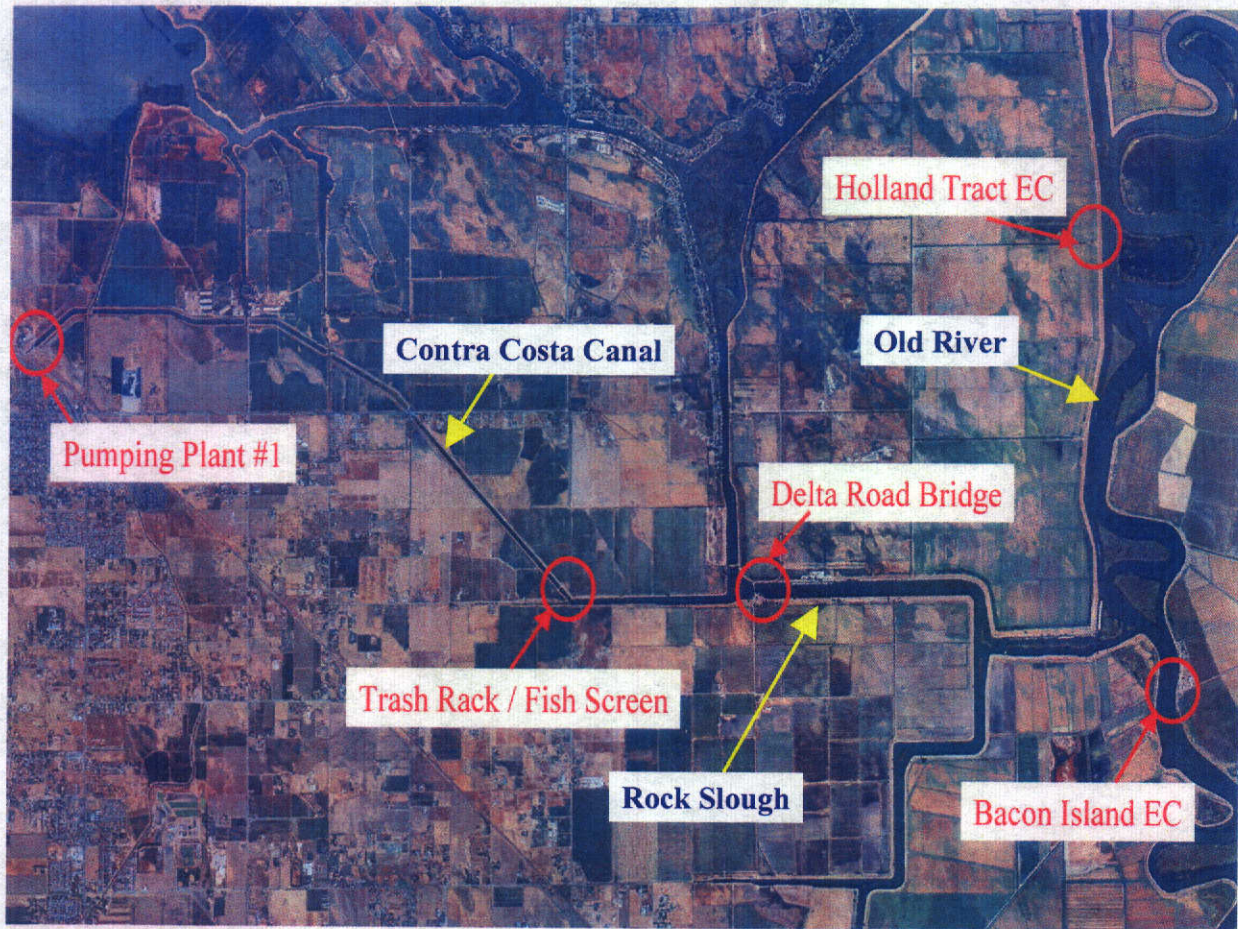 Holland Tract EC
Contra Costa Canal
Old River
Pumping Plant #1
Delta Road Bridge
Trash Rack / Fish Screen
Rock Slough
Bacon Island EC